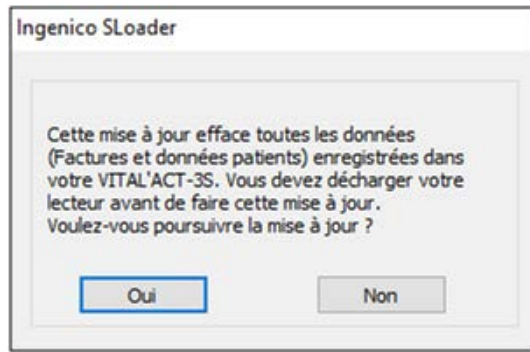 Ingenico SLoader
Cette mise à jour efface toutes les données
(Factures et données patients) enregistrées dans
votre VITAL'ACT-3S. Vous devez décharger votre
lecteur avant de faire cette mise à jour.
Voulez-vous poursuivre la mise à jour ?
Oui
Non